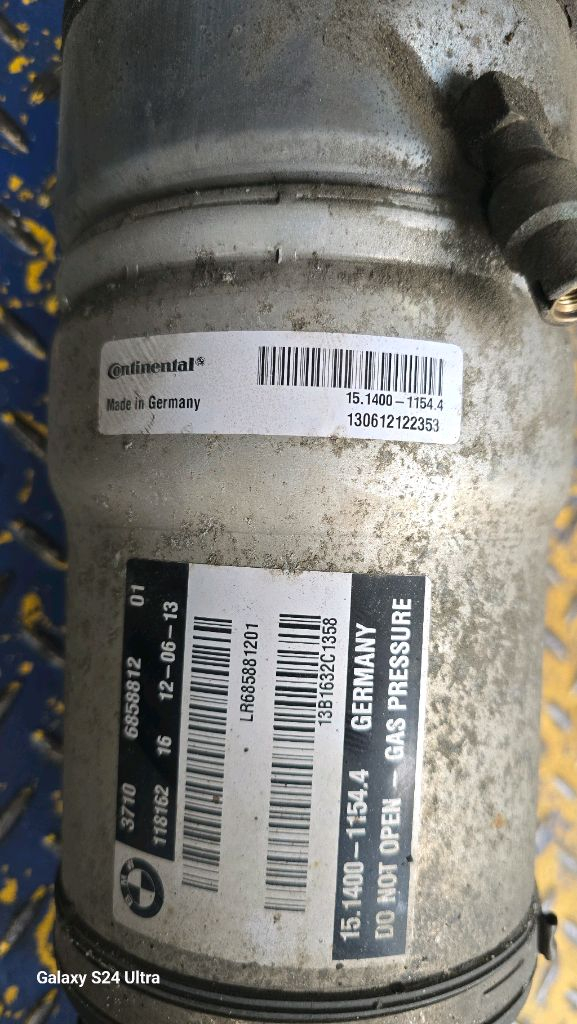 Continental
Made in Germany
15.1400-1154.4
130612122353
3710 6858812 01
118162 16 12-06-13
LR685881201
13B1632C1358
15.1400-1154.4 GERMANY
DO NOT OPEN - GAS PRESSURE
Galaxy S24 Ultra